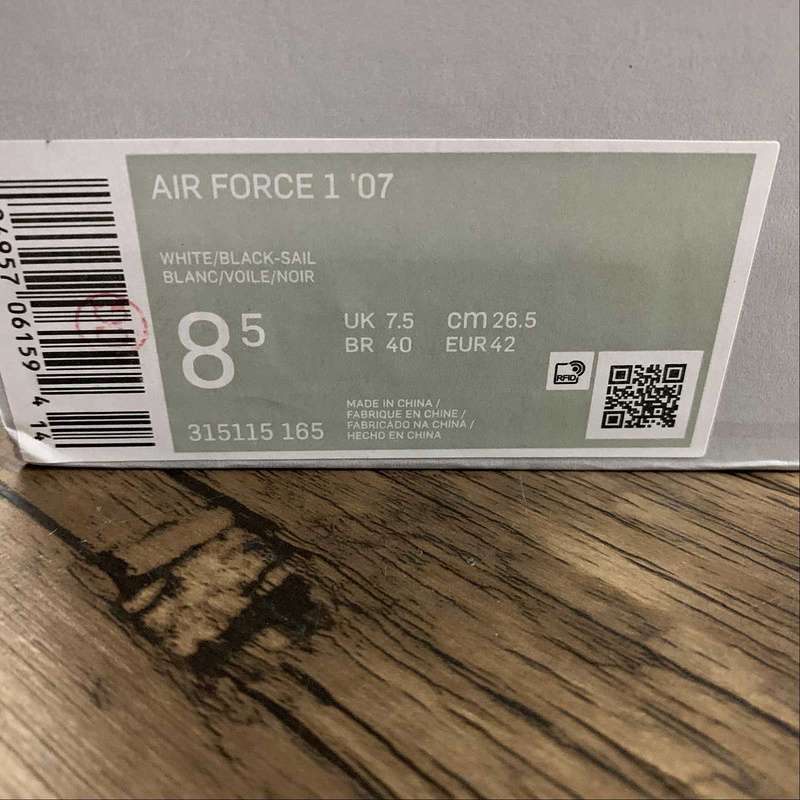 AIR FORCE 1 '07
WHITE/BLACK-SAIL
BLANC/VOILE/NOIR
8 5
UK 7.5 cm 26.5
BR 40 EUR 42
RFID
315115 165
MADE IN CHINA /
FABRIQUE EN CHINE /
FABRICADO NA CHINA /
HECHO EN CHINA
06159 4 14